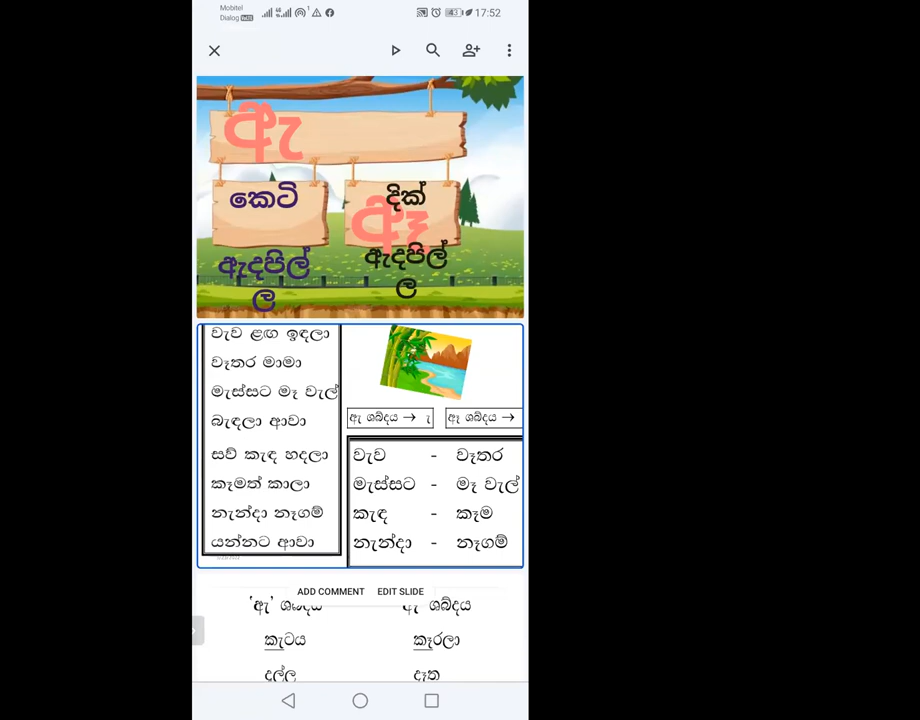 Mobitel
Dialog
17:52
ඇ
කෙටි
ඇදපිල්
ල
ඈ
දික්
ඇදපිල්
ල
වැව ළඟ ඉඳලා
වෑතර මාමා
මැස්සට මෑ වැල්
බැඳලා ආවා
සව් කැඳ හදලා
කෑමත් කාලා
නැන්දා නෑගම්
යන්නට ආවා
ඇ ශබ්දය → ැ
ඈ ශබ්දය →
වැව - වෑතර
මැස්සට - මෑ වැල්
කැඳ - කෑම
නැන්දා - නෑගම්
ADD COMMENT EDIT SLIDE
'ඇ' ශබ්දය
ශබ්දය
කැටය කෑරලා
දැල්ල දෑත